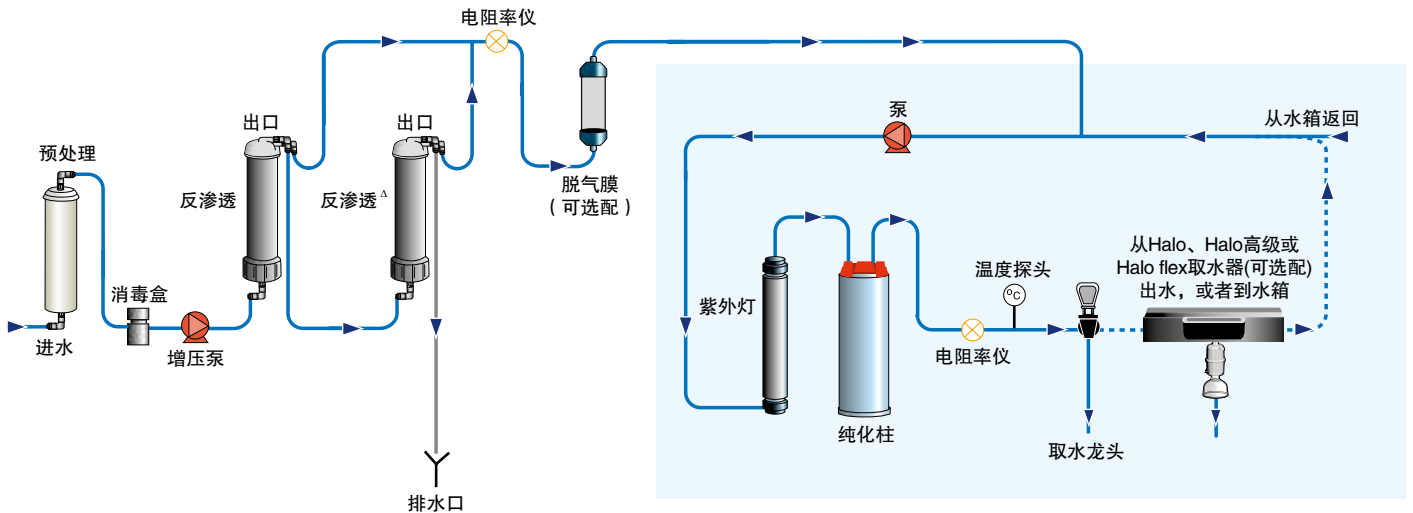 电阻率仪
出口
出口
泵
从水箱返回
预处理
反渗透
反渗透Δ
脱气膜
(可选配)
从Halo、Halo高级或
Halo flex取水器(可选配)
出水，或者到水箱
温度探头
ºC
消毒盒
紫外灯
进水
增压泵
电阻率仪
纯化柱
取水龙头
排水口